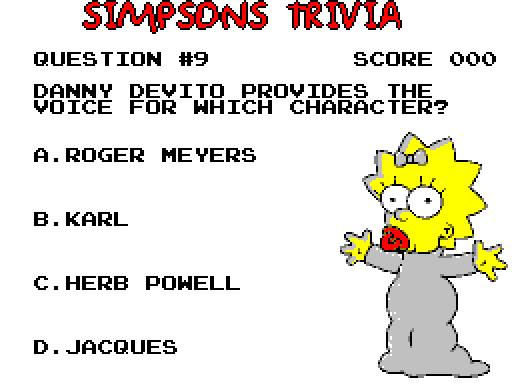 SIMPSONS TRIVIA
QUESTION #9 SCORE 000
DANNY DEVITO PROVIDES THE
VOICE FOR WHICH CHARACTER?
A.ROGER MEYERS
B.KARL
C.HERB POWELL
D.JACQUES